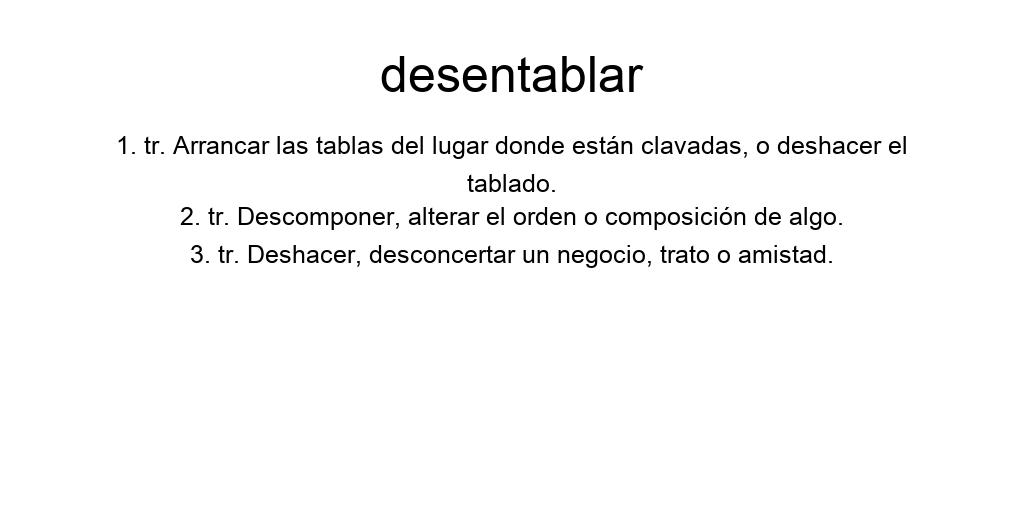 desentablar
1. tr. Arrancar las tablas del lugar donde están clavadas, o deshacer el
tablado.
2. tr. Descomponer, alterar el orden o composición de algo.
3. tr. Deshacer, desconcertar un negocio, trato o amistad.